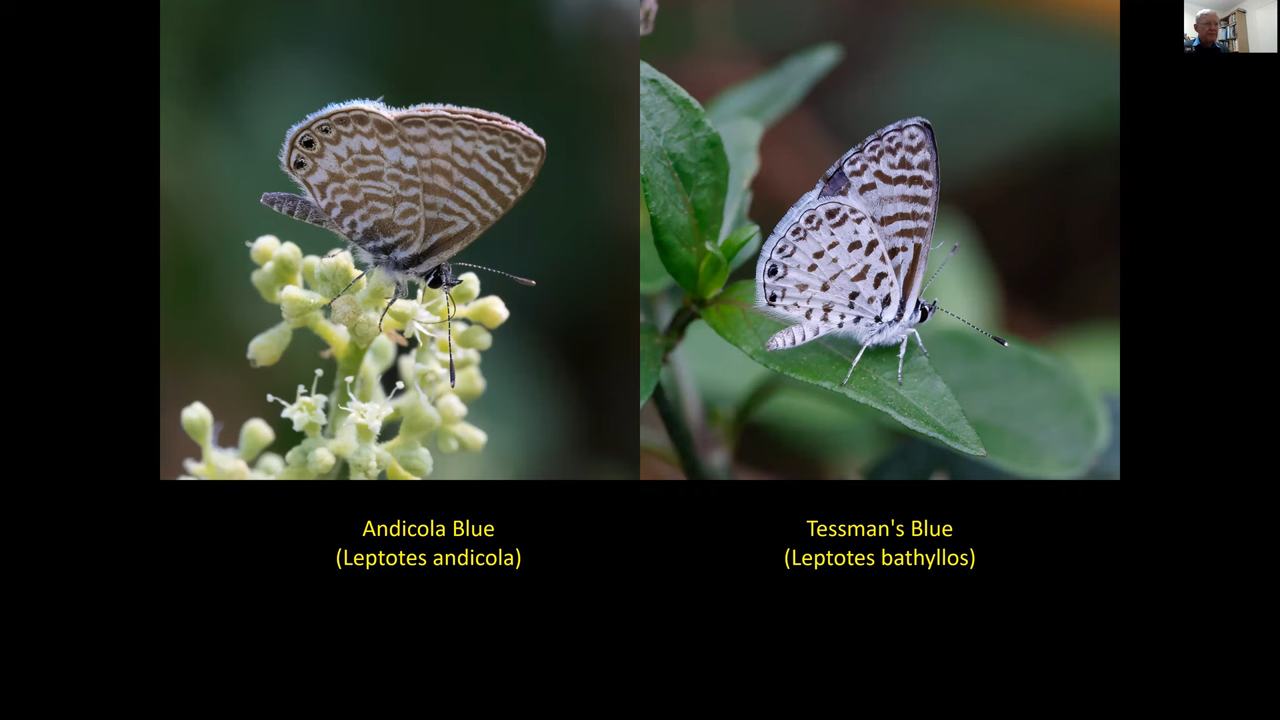 Andicola Blue
(Leptotes andicola)
Tessman's Blue
(Leptotes bathyllos)